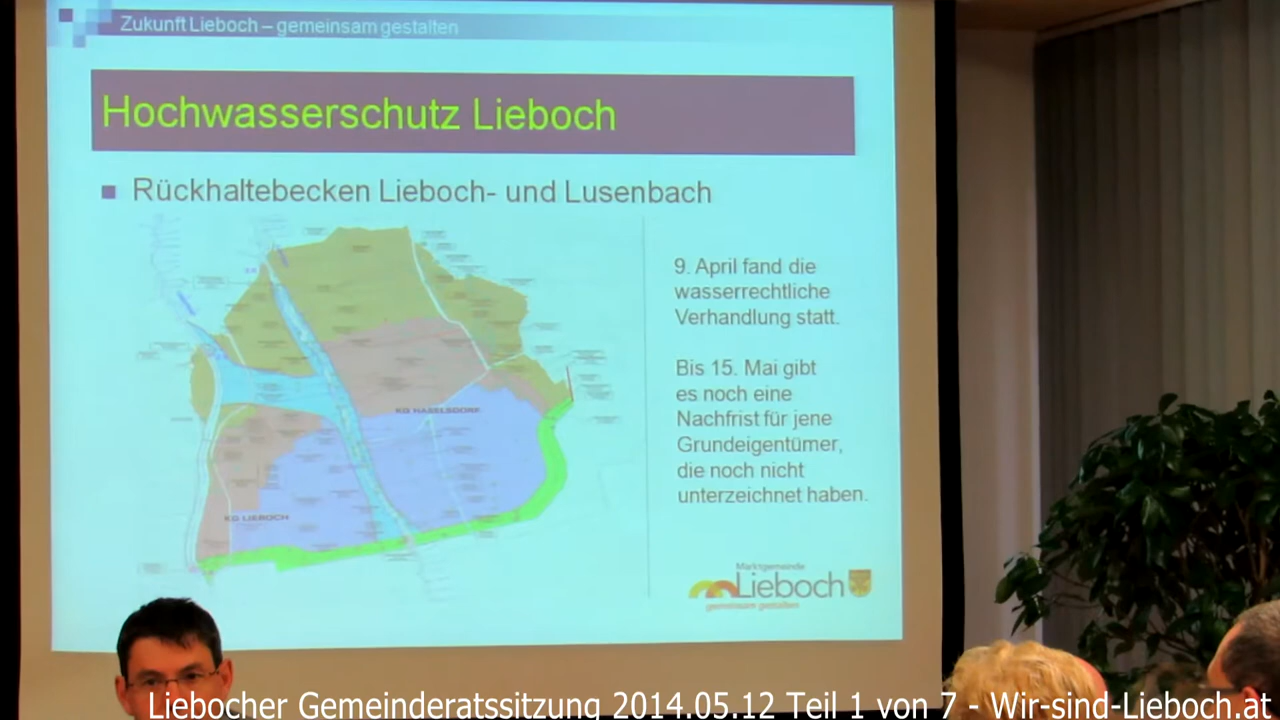 Zukunft Lieboch – gemeinsam gestalten
Hochwasserschutz Lieboch
Rückhaltebecken Lieboch- und Lusenbach
9. April fand die
wasserrechtliche
Verhandlung statt.
Bis 15. Mai gibt
es noch eine
Nachfrist für jene
Grundeigentümer,
die noch nicht
unterzeichnet haben.
KG HASELSDORF
KG LIEBOCH
Marktgemeinde
Lieboch
gemeinsam gestalten
Liebocher Gemeinderatssitzung 2014.05.12 Teil 1 von 7 - Wir-sind-Lieboch.at